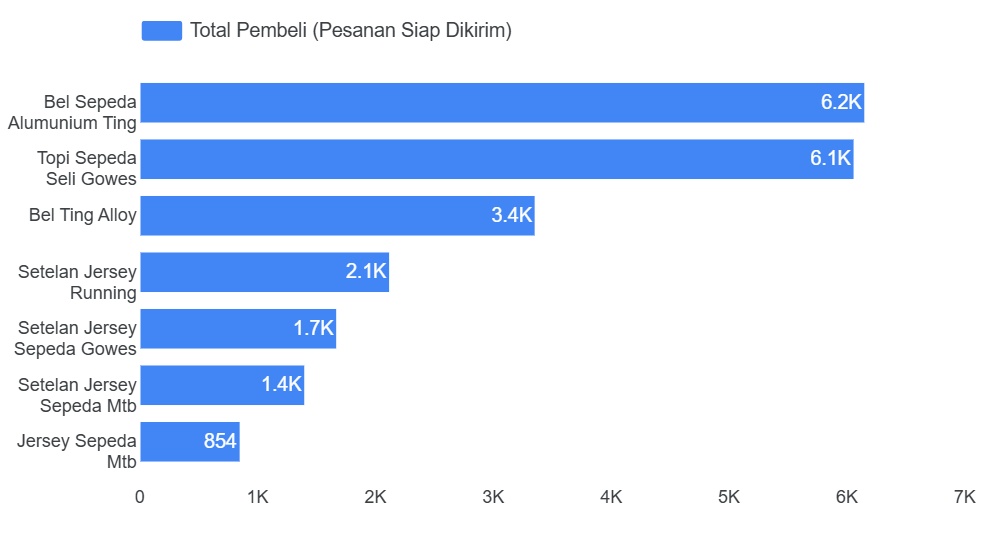 Total Pembeli (Pesanan Siap Dikirim)
Bel Sepeda
Alumunium Ting
6.2K
Topi Sepeda
Seli Gowes
6.1K
Bel Ting Alloy
3.4K
Setelan Jersey
Running
2.1K
Setelan Jersey
Sepeda Gowes
1.7K
Setelan Jersey
Sepeda Mtb
1.4K
Jersey Sepeda
Mtb
854
0 1K 2K 3K 4K 5K 6K 7K